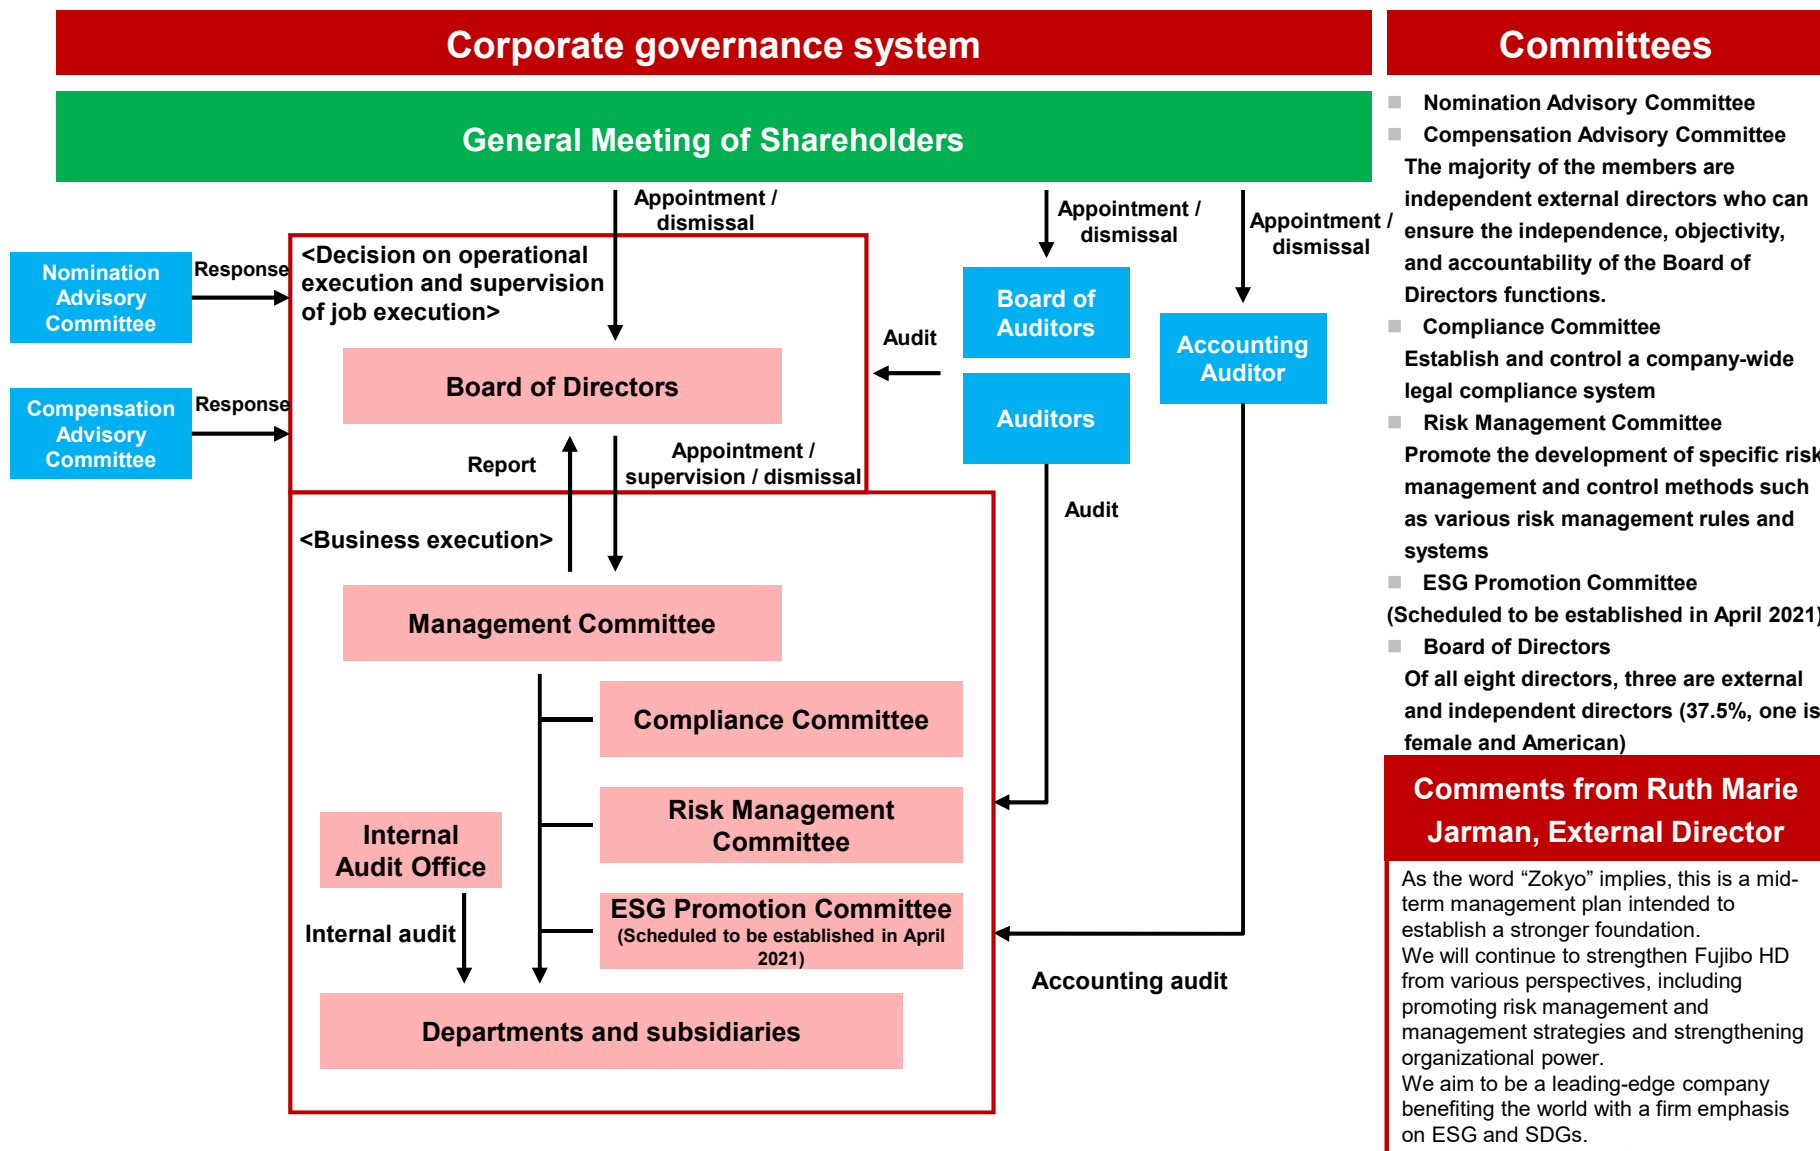 Corporate governance system
General Meeting of Shareholders
Appointment /
dismissal
Appointment /
dismissal
Appointment /
dismissal
<Decision on operational
execution and supervision
of job execution>
Nomination
Advisory
Committee
Response
Board of
Auditors
Accounting
Auditor
Audit
Board of Directors
Compensation
Advisory
Committee
Response
Auditors
Report
Appointment /
supervision / dismissal
Audit
<Business execution>
Management Committee
Compliance Committee
Risk Management
Committee
Internal
Audit Office
ESG Promotion Committee
(Scheduled to be established in April
2021)
Internal audit
Accounting audit
Departments and subsidiaries
Committees
Nomination Advisory Committee
Compensation Advisory Committee
The majority of the members are
independent external directors who can
ensure the independence, objectivity,
and accountability of the Board of
Directors functions.
Compliance Committee
Establish and control a company-wide
legal compliance system
Risk Management Committee
Promote the development of specific risk
management and control methods such
as various risk management rules and
systems
ESG Promotion Committee
(Scheduled to be established in April 2021)
Board of Directors
Of all eight directors, three are external
and independent directors (37.5%, one is
female and American)
Comments from Ruth Marie
Jarman, External Director
As the word “Zokyo” implies, this is a mid-
term management plan intended to
establish a stronger foundation.
We will continue to strengthen Fujibo HD
from various perspectives, including
promoting risk management and
management strategies and strengthening
organizational power.
We aim to be a leading-edge company
benefiting the world with a firm emphasis
on ESG and SDGs.